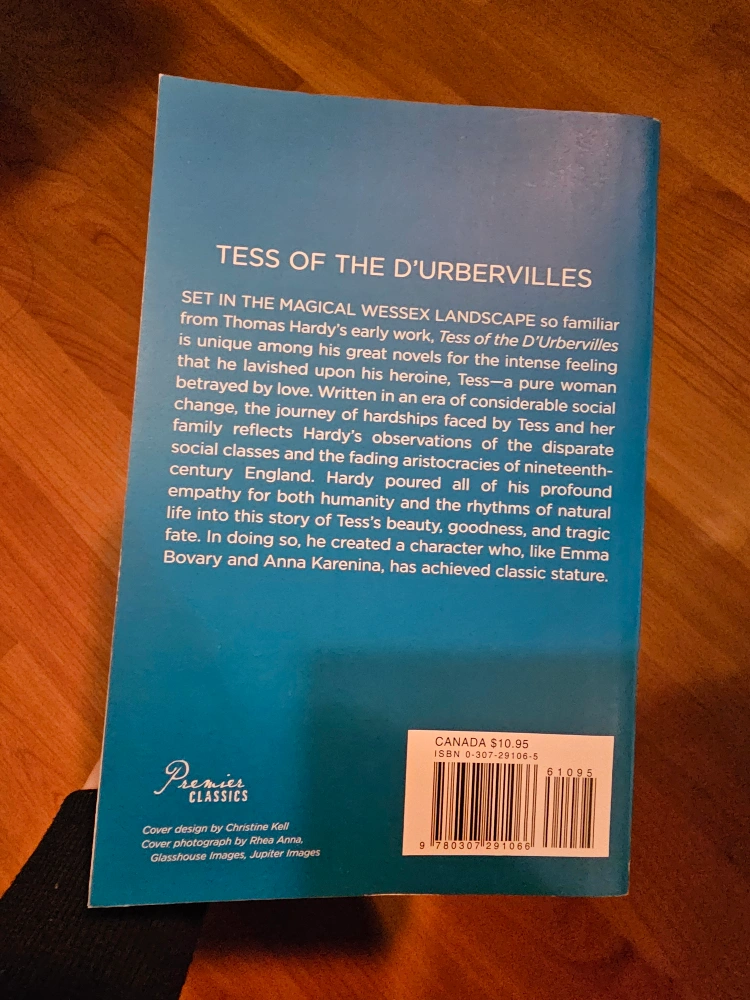 TESS OF THE D'URBERVILLES
SET IN THE MAGICAL WESSEX LANDSCAPE so familiar
from Thomas Hardy's early work, Tess of the D'Urbervilles
is unique among his great novels for the intense feeling
that he lavished upon his heroine, Tess—a pure woman
betrayed by love. Written in an era of considerable social
change, the journey of hardships faced by Tess and her
family reflects Hardy's observations of the disparate
social classes and the fading aristocracies of nineteenth-
century England. Hardy poured all of his profound
empathy for both humanity and the rhythms of natural
life into this story of Tess's beauty, goodness, and tragic
fate. In doing so, he created a character who, like Emma
Bovary and Anna Karenina, has achieved classic stature.
Premier
CLASSICS
Cover design by Christine Kell
Cover photograph by Rhea Anna,
Glasshouse Images, Jupiter Images
CANADA $10.95
ISBN 0-307-29106-5
61095
9 780307 291066